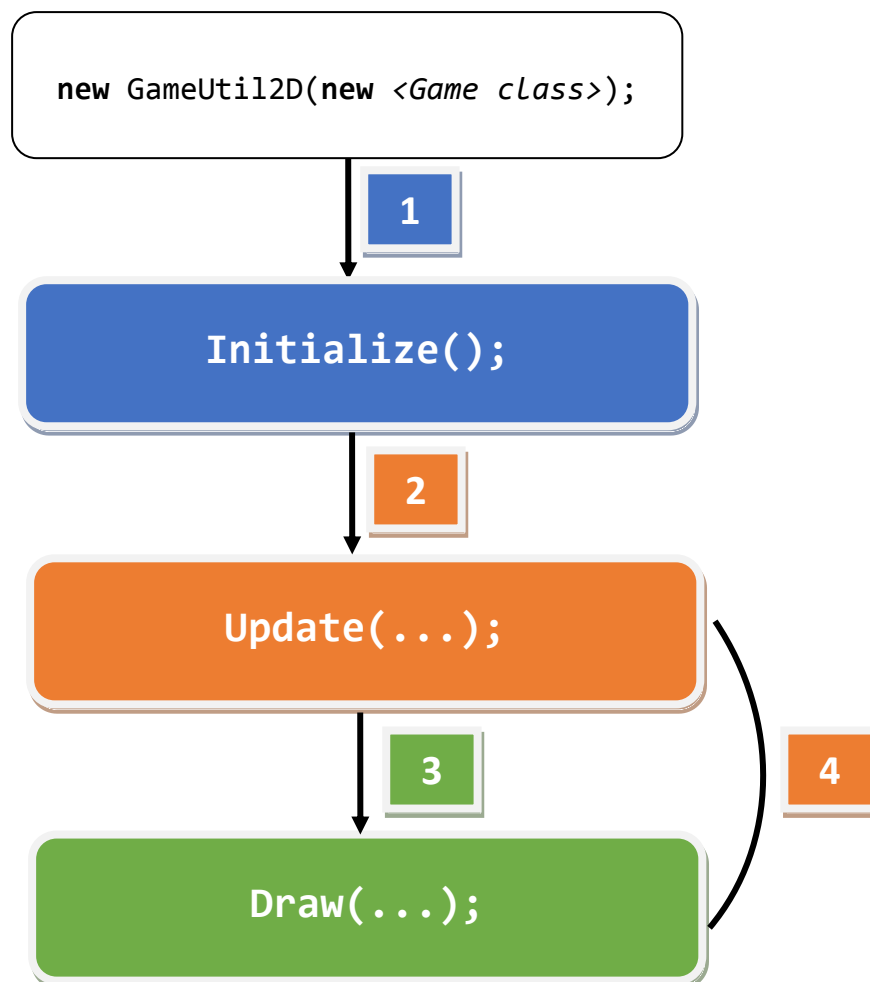 new GameUtil2D(new <Game class>);
1
Initialize();
2
Update(...);
3
4
Draw(...);